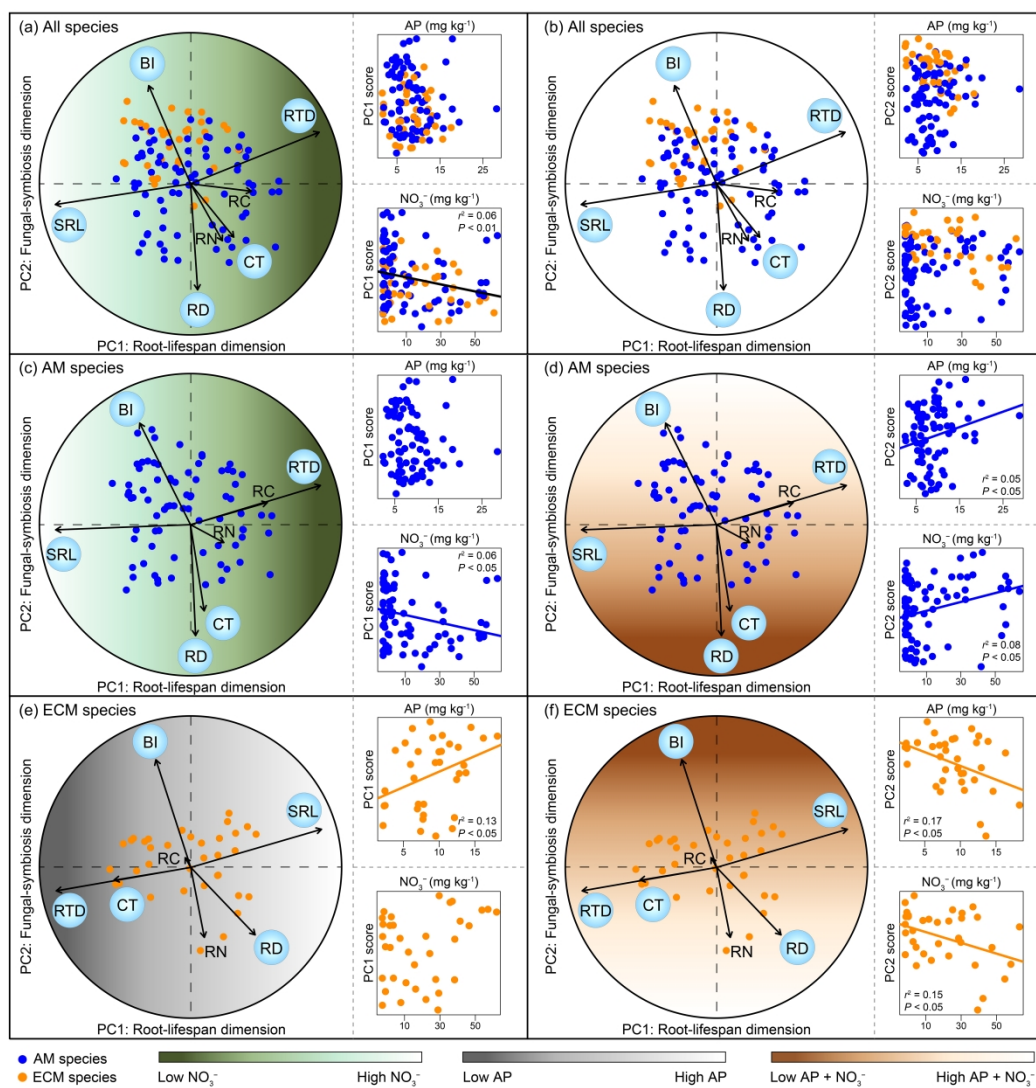 (a) All species
BI
RTD
SRL
RC
RN
CT
RD
PC2: Fungal-symbiosis dimension
PC1: Root-lifespan dimension
AP (mg kg⁻¹)
PC1 score
5 15 25
NO₃⁻ (mg kg⁻¹)
PC1 score
r² = 0.06
P < 0.01
10 30 50
(b) All species
BI
RTD
SRL
RC
RN
CT
RD
PC2: Fungal-symbiosis dimension
PC1: Root-lifespan dimension
AP (mg kg⁻¹)
PC2 score
5 15 25
NO₃⁻ (mg kg⁻¹)
PC2 score
10 30 50
(c) AM species
BI
RTD
RC
RN
SRL
CT
RD
PC2: Fungal-symbiosis dimension
PC1: Root-lifespan dimension
AP (mg kg⁻¹)
PC1 score
5 15 25
NO₃⁻ (mg kg⁻¹)
PC1 score
r² = 0.06
P < 0.05
10 30 50
(d) AM species
BI
RTD
RC
RN
SRL
CT
RD
PC2: Fungal-symbiosis dimension
PC1: Root-lifespan dimension
AP (mg kg⁻¹)
PC2 score
r² = 0.05
P < 0.05
5 15 25
NO₃⁻ (mg kg⁻¹)
PC2 score
r² = 0.08
P < 0.05
10 30 50
(e) ECM species
BI
SRL
RC
RTD
CT
RN
RD
PC2: Fungal-symbiosis dimension
PC1: Root-lifespan dimension
AP (mg kg⁻¹)
PC1 score
r² = 0.13
P < 0.05
5 10 15
NO₃⁻ (mg kg⁻¹)
PC1 score
10 30 50
(f) ECM species
BI
SRL
RC
RTD
CT
RN
RD
PC2: Fungal-symbiosis dimension
PC1: Root-lifespan dimension
AP (mg kg⁻¹)
PC2 score
r² = 0.17
P < 0.05
5 10 15
NO₃⁻ (mg kg⁻¹)
PC2 score
r² = 0.15
P < 0.05
10 30 50
AM species
ECM species
Low NO₃⁻ High NO₃⁻
Low AP High AP
Low AP + NO₃⁻ High AP + NO₃⁻